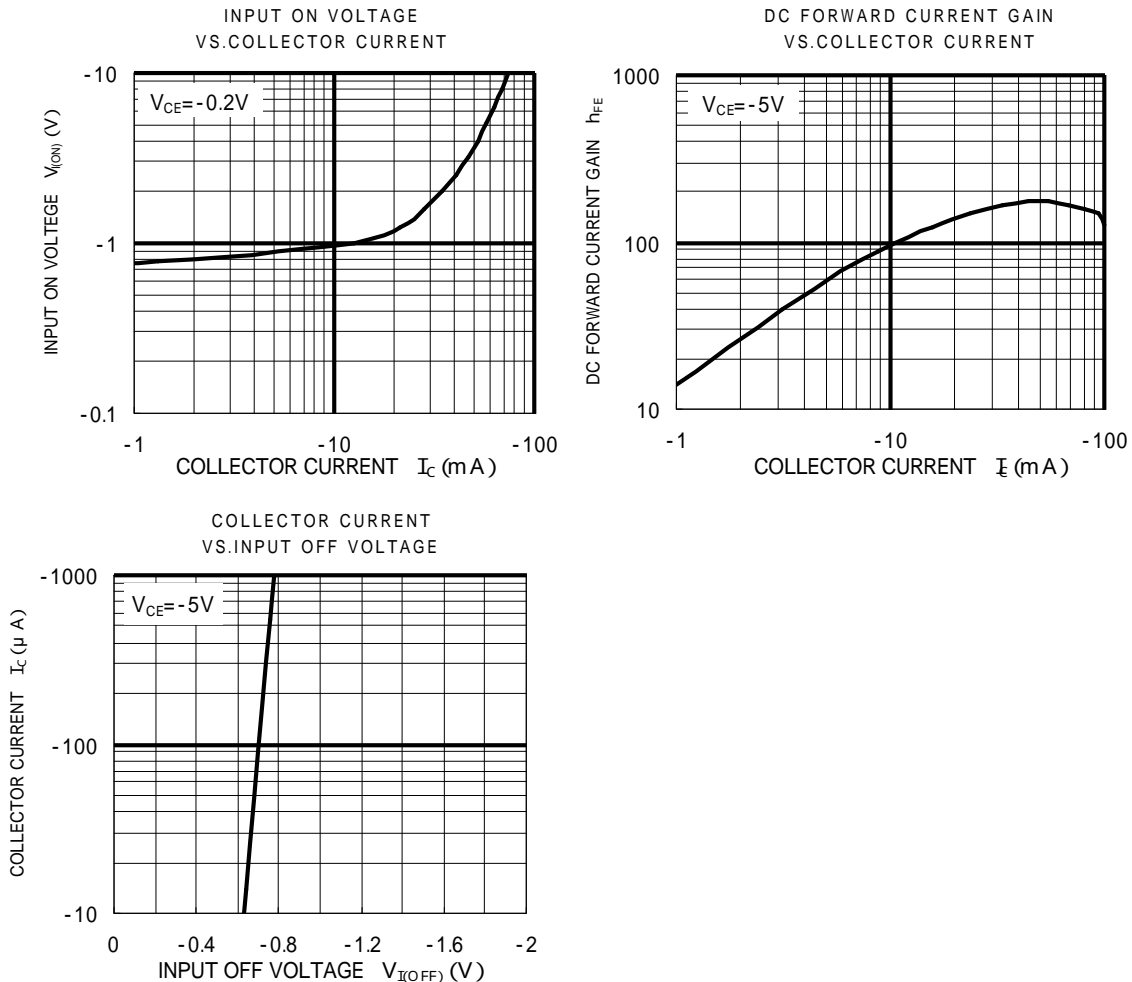 INPUT ON VOLTAGE
VS.COLLECTOR CURRENT
-10
-1
-0.1
VCE=-0.2V
INPUT ON VOLTEGE VI(ON) (V)
-1
-10
-100
COLLECTOR CURRENT IC (mA)
DC FORWARD CURRENT GAIN
VS.COLLECTOR CURRENT
1000
100
10
VCE=-5V
DC FORWARD CURRENT GAIN hFE
-1
-10
-100
COLLECTOR CURRENT IE (mA)
COLLECTOR CURRENT
VS.INPUT OFF VOLTAGE
-1000
-100
-10
VCE=-5V
COLLECTOR CURRENT IC (μA)
0
-0.4
-0.8
-1.2
-1.6
-2
INPUT OFF VOLTAGE VI(OFF) (V)